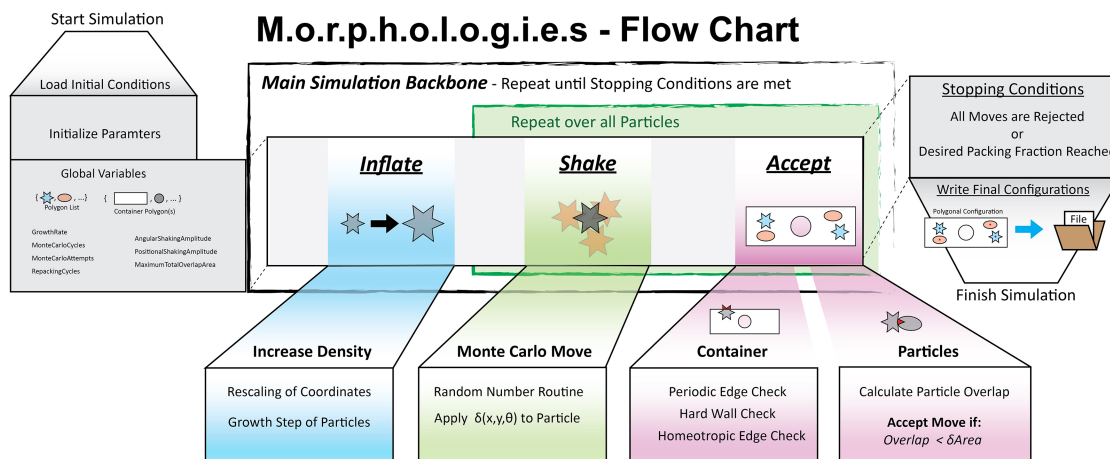 Start Simulation
Load Initial Conditions
Initialize Paramters
Global Variables
{ , , ...}
Polygon List
{ , , ... }
Container Polygon(s)
GrowthRate
MonteCarloCycles
MonteCarloAttempts
RepackingCycles
AngularShakingAmplitude
PositionalShakingAmplitude
MaximumTotalOverlapArea
M.o.r.p.h.o.l.o.g.i.e.s - Flow Chart
Main Simulation Backbone - Repeat until Stopping Conditions are met
Repeat over all Particles
Inflate
Shake
Accept
Stopping Conditions
All Moves are Rejected
or
Desired Packing Fraction Reached
Write Final Configurations
Polygonal Configuration
File
Finish Simulation
Increase Density
Rescaling of Coordinates
Growth Step of Particles
Monte Carlo Move
Random Number Routine
Apply δ(x,y,θ) to Particle
Container
Periodic Edge Check
Hard Wall Check
Homeotropic Edge Check
Particles
Calculate Particle Overlap
Accept Move if:
Overlap < δArea